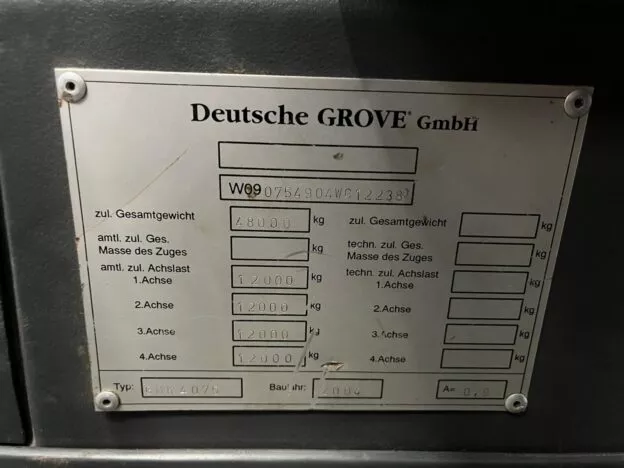 Deutsche GROVE® GmbH
W09
zul. Gesamtgewicht 48000 kg zul. Gesamtgewicht kg
amtl. zul. Ges. techn. zul. Ges.
Masse des Zuges kg Masse des Zuges kg
amtl. zul. Achslast techn. zul. Achslast
1.Achse 12000 kg 1.Achse kg
2.Achse 12000 kg 2.Achse kg
3.Achse 12000 kg 3.Achse kg
4.Achse 12000 kg 4.Achse kg
Typ: Baujahr: 2004 A=